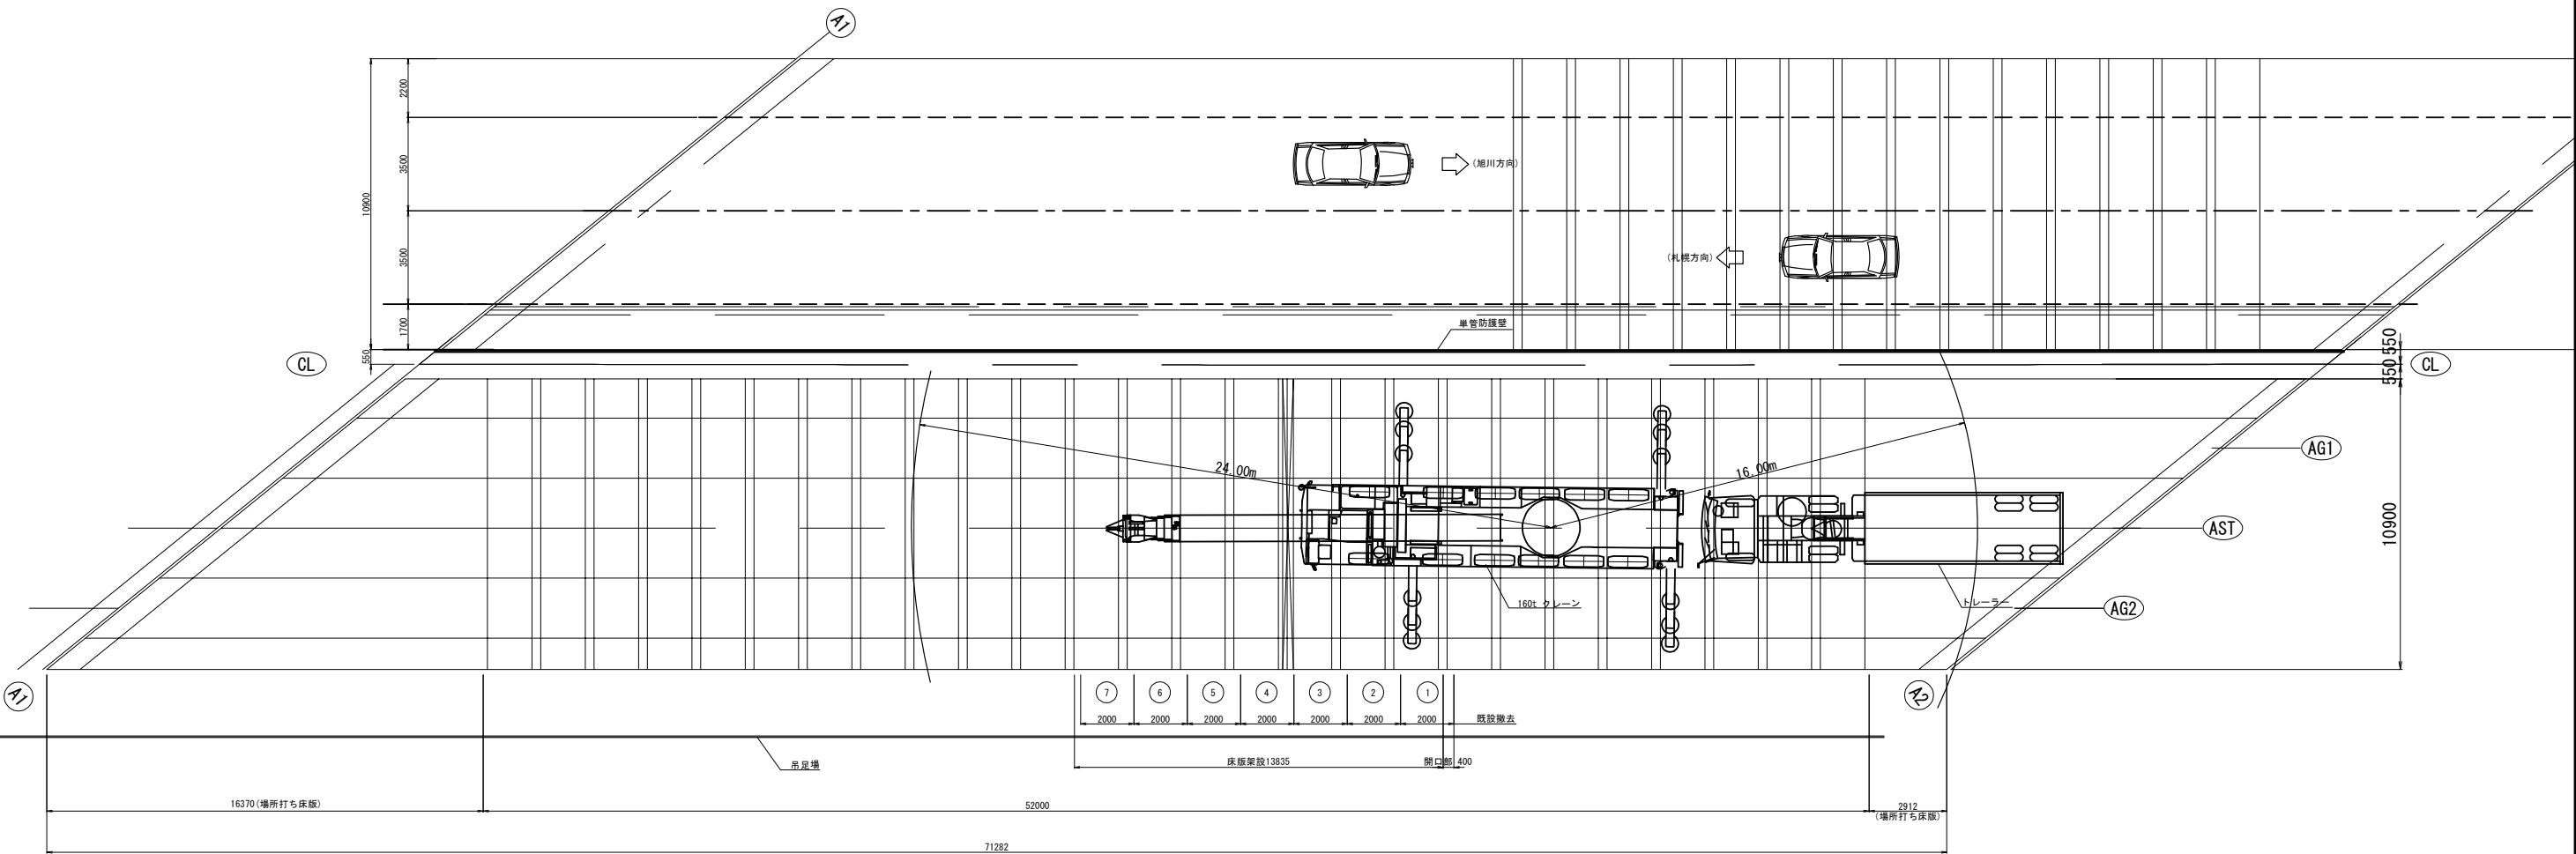 A1
2200
3500
10900
(旭川方向)
3500
(札幌方向)
1700
単管防護壁
550
CL
550
550
CL
24.00m
16.00m
AG1
AST
10900
160t クレーン
トレーラー
AG2
A1
⑦
⑥
⑤
④
③
②
①
A2
2000
2000
2000
2000
2000
2000
2000
既設撤去
吊足場
床版架設13835
開口部 400
16370(場所打ち床版)
52000
2912
(場所打ち床版)
71282